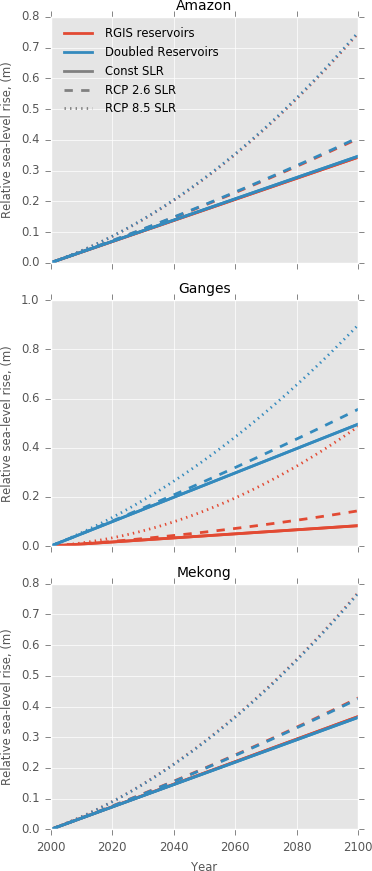 Amazon
0.8
0.7
0.6
0.5
0.4
0.3
0.2
0.1
0.0
Relative sea-level rise, (m)
RGIS reservoirs
Doubled Reservoirs
Const SLR
RCP 2.6 SLR
RCP 8.5 SLR
Ganges
1.0
0.8
0.6
0.4
0.2
0.0
Relative sea-level rise, (m)
Mekong
0.8
0.7
0.6
0.5
0.4
0.3
0.2
0.1
0.0
Relative sea-level rise, (m)
2000 2020 2040 2060 2080 2100
Year